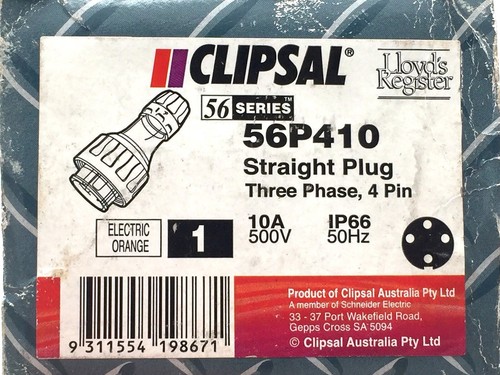 CLIPSAL®
Lloyd's
Register
56 SERIES™
56P410
Straight Plug
Three Phase, 4 Pin
ELECTRIC
ORANGE
1
10A IP66
500V 50Hz
Product of Clipsal Australia Pty Ltd
A member of Schneider Electric
33 - 37 Port Wakefield Road,
Gepps Cross SA 5094
© Clipsal Australia Pty Ltd
9 311554 198671